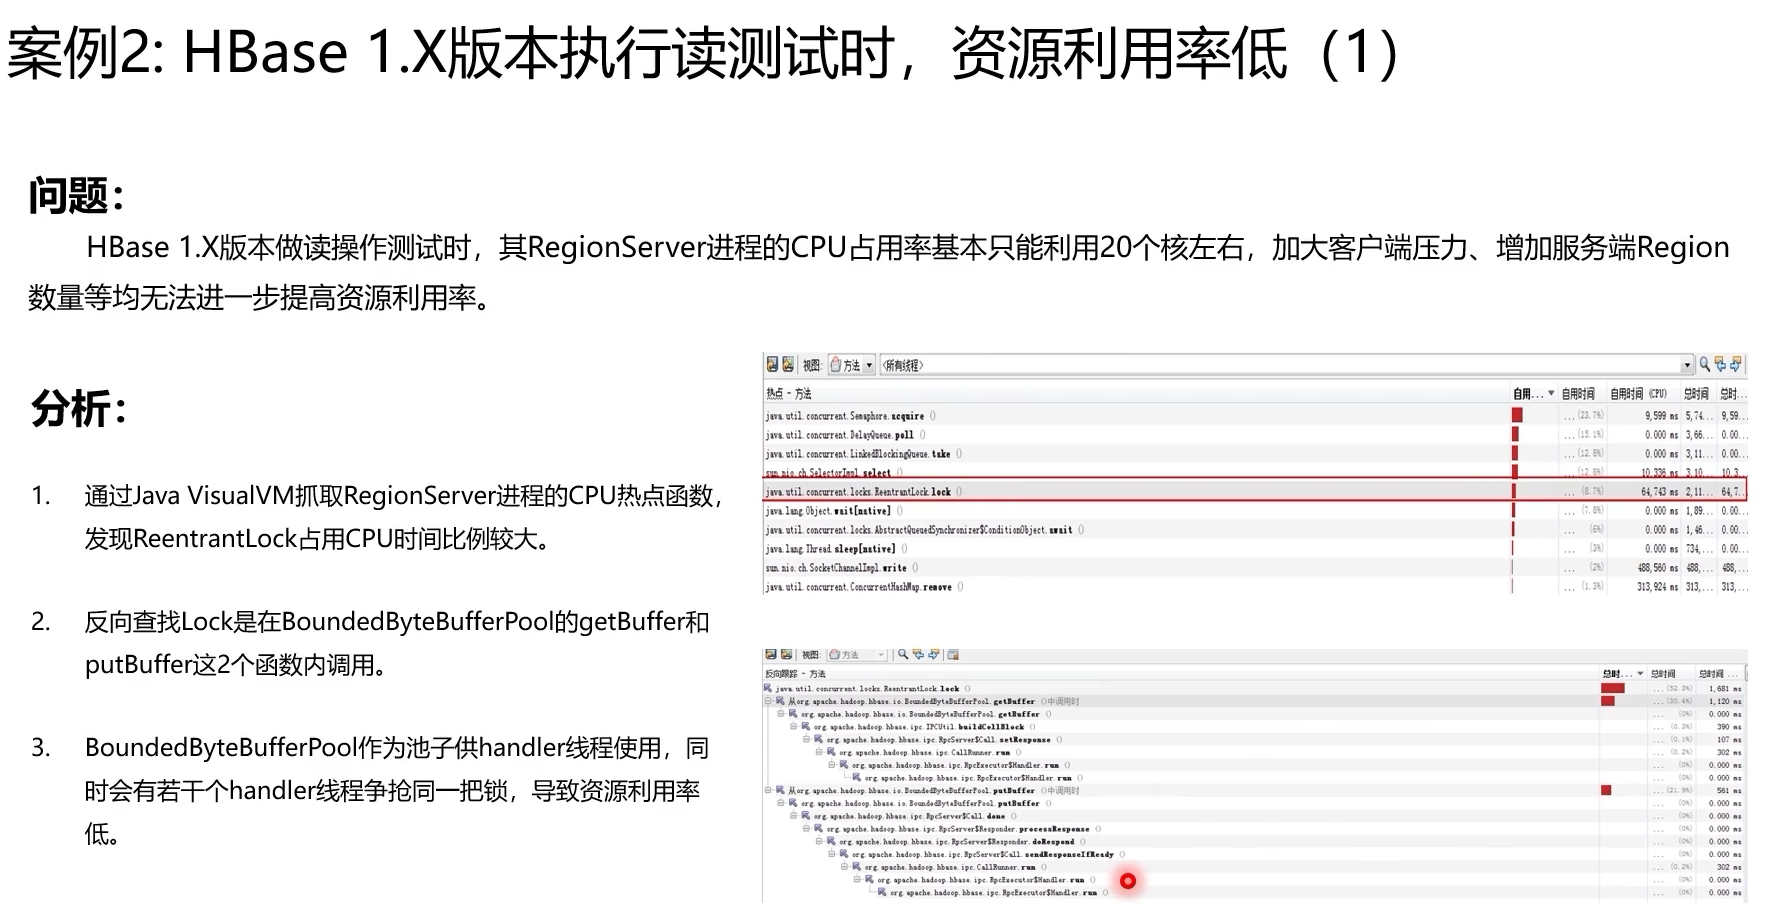 案例2: HBase 1.X版本执行读测试时，资源利用率低（1）
问题：
HBase 1.X版本做读操作测试时，其RegionServer进程的CPU占用率基本只能利用20个核左右，加大客户端压力、增加服务端Region
数量等均无法进一步提高资源利用率。
分析：
1. 通过Java VisualVM抓取RegionServer进程的CPU热点函数，
发现ReentrantLock占用CPU时间比例较大。
2. 反向查找Lock是在BoundedByteBufferPool的getBuffer和
putBuffer这2个函数内调用。
3. BoundedByteBufferPool作为池子供handler线程使用，同
时会有若干个handler线程争抢同一把锁，导致资源利用率
低。
视图: 方法 <所有线程>
热点 - 方法 自用... 自用时间 自用时间 (CPU) 总时间 总时...
java.util.concurrent.Semaphore.acquire () ... (23.7%) 9,599 ms 5,74... 9,59...
java.util.concurrent.DelayQueue.poll () ... (15.1%) 0.000 ms 3,66... 0.00...
java.util.concurrent.LinkedBlockingQueue.take () ... (12.8%) 0.000 ms 3,11... 0.00...
sun.nio.ch.SelectorImpl.select () ... (12.8%) 10,336 ms 3,10... 10,3...
java.util.concurrent.locks.ReentrantLock.lock () ... (8.7%) 64,743 ms 2,11... 64,7...
java.lang.Object.wait[native] () ... (7.8%) 0.000 ms 1,89... 0.00...
java.util.concurrent.locks.AbstractQueuedSynchronizer$ConditionObject.await () ... (6%) 0.000 ms 1,46... 0.00...
java.lang.Thread.sleep[native] () ... (3%) 0.000 ms 734,... 0.00...
sun.nio.ch.SocketChannelImpl.write () ... (2%) 488,560 ms 488,... 488,...
java.util.concurrent.ConcurrentHashMap.remove () ... (1.3%) 313,924 ms 313,... 313,...
视图: 方法
反向跟踪 - 方法 总时... 总时间 总时间 ...
java.util.concurrent.locks.ReentrantLock.lock () ... (52.3%) 1,681 ms
从org.apache.hadoop.hbase.io.BoundedByteBufferPool.getBuffer ()中调用时 ... (30.4%) 1,120 ms
org.apache.hadoop.hbase.io.BoundedByteBufferPool.getBuffer () ... (0%) 0.000 ms
org.apache.hadoop.hbase.ipc.IPCUtil.buildCellBlock () ... (0.3%) 390 ms
org.apache.hadoop.hbase.ipc.RpcServer$Call.setResponse () ... (0.1%) 107 ms
org.apache.hadoop.hbase.ipc.CallRunner.run () ... (0.2%) 302 ms
org.apache.hadoop.hbase.ipc.RpcExecutor$Handler.run () ... (0%) 0.000 ms
org.apache.hadoop.hbase.ipc.RpcExecutor$Handler.run () ... (0%) 0.000 ms
从org.apache.hadoop.hbase.io.BoundedByteBufferPool.putBuffer ()中调用时 ... (21.9%) 561 ms
org.apache.hadoop.hbase.io.BoundedByteBufferPool.putBuffer () ... (0%) 0.000 ms
org.apache.hadoop.hbase.ipc.RpcServer$Call.done () ... (0%) 0.000 ms
org.apache.hadoop.hbase.ipc.RpcServer$Responder.processResponse () ... (0%) 0.000 ms
org.apache.hadoop.hbase.ipc.RpcServer$Responder.doRespond () ... (0%) 0.000 ms
org.apache.hadoop.hbase.ipc.RpcServer$Call.sendResponseIfReady () ... (0%) 0.000 ms
org.apache.hadoop.hbase.ipc.CallRunner.run () ... (0.2%) 302 ms
org.apache.hadoop.hbase.ipc.RpcExecutor$Handler.run () ... (0%) 0.000 ms
org.apache.hadoop.hbase.ipc.RpcExecutor$Handler.run () ... (0%) 0.000 ms